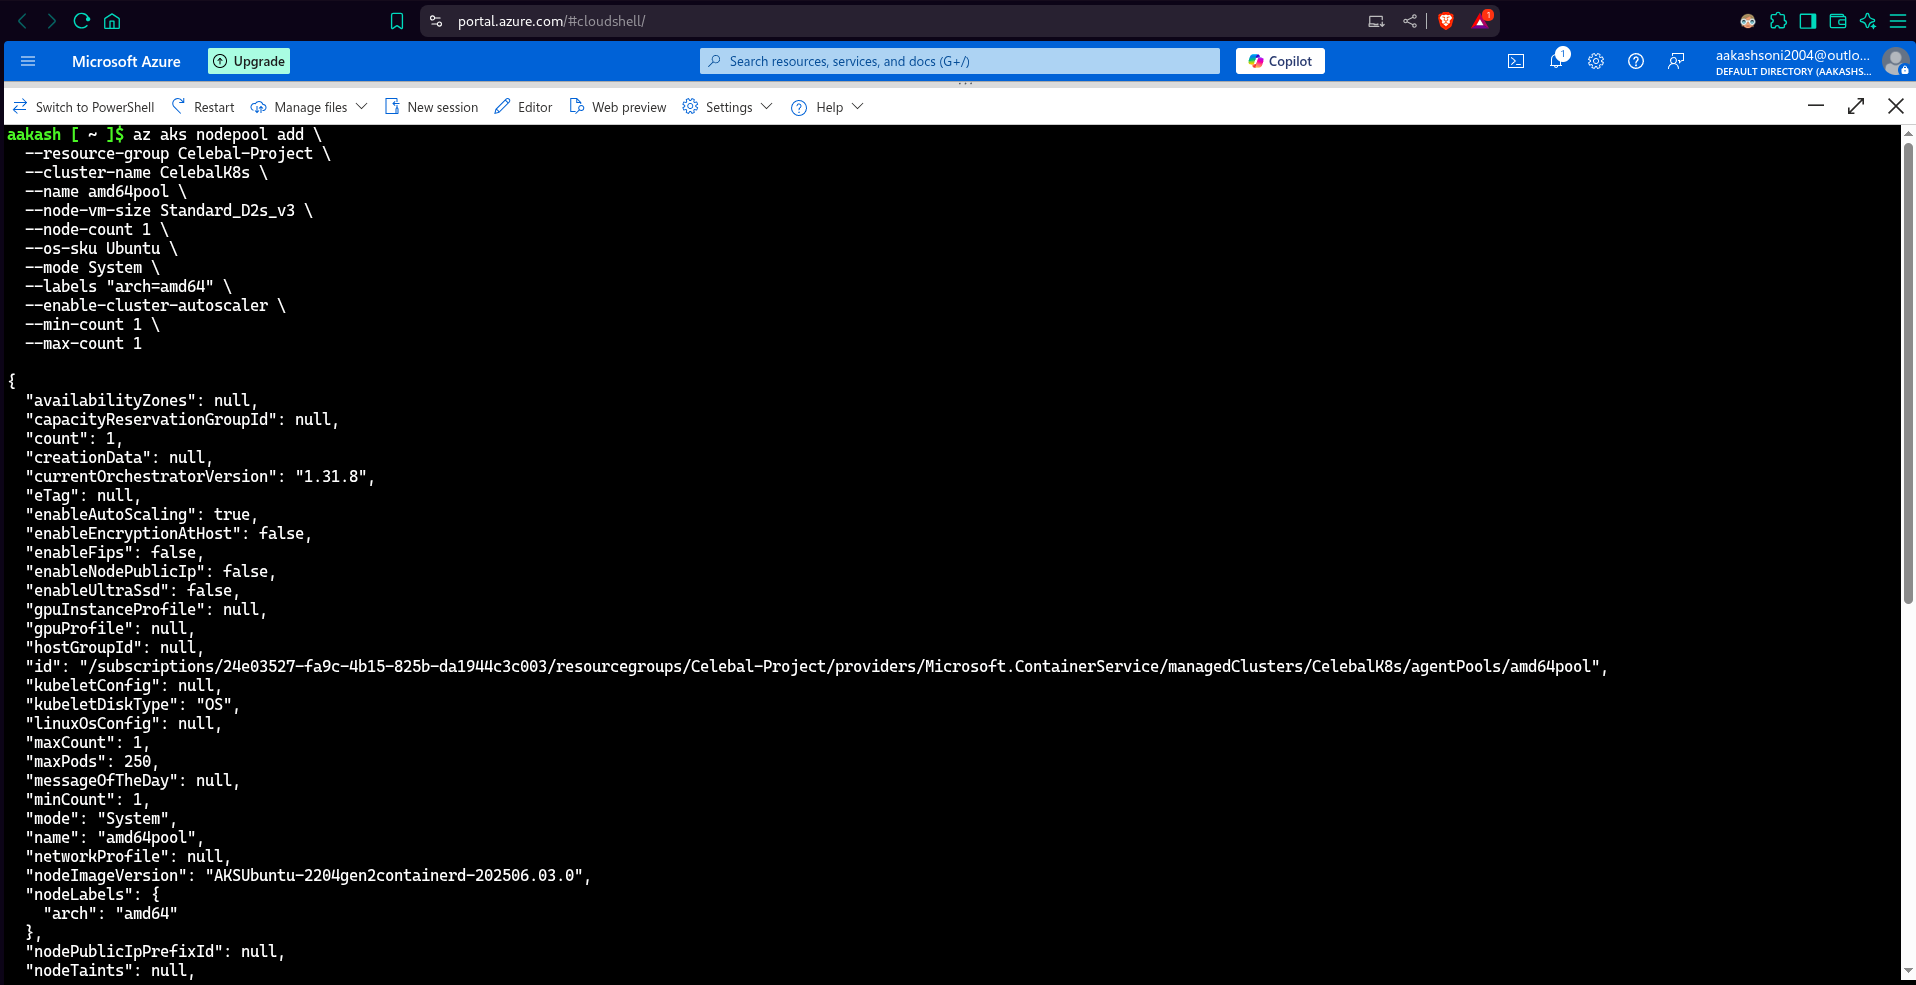 portal.azure.com/#cloudshell/
1
Microsoft Azure
Upgrade
Search resources, services, and docs (G+/)
Copilot
1
aakashsoni2004@outlo...
DEFAULT DIRECTORY (AAKASHS...
Switch to PowerShell
Restart
Manage files
New session
Editor
Web preview
Settings
Help
aakash [ ~ ]$ az aks nodepool add \
--resource-group Celebal-Project \
--cluster-name CelebalK8s \
--name amd64pool \
--node-vm-size Standard_D2s_v3 \
--node-count 1 \
--os-sku Ubuntu \
--mode System \
--labels "arch=amd64" \
--enable-cluster-autoscaler \
--min-count 1 \
--max-count 1
{
"availabilityZones": null,
"capacityReservationGroupId": null,
"count": 1,
"creationData": null,
"currentOrchestratorVersion": "1.31.8",
"eTag": null,
"enableAutoScaling": true,
"enableEncryptionAtHost": false,
"enableFips": false,
"enableNodePublicIp": false,
"enableUltraSsd": false,
"gpuInstanceProfile": null,
"gpuProfile": null,
"hostGroupId": null,
"id": "/subscriptions/24e03527-fa9c-4b15-825b-da1944c3c003/resourcegroups/Celebal-Project/providers/Microsoft.ContainerService/managedClusters/CelebalK8s/agentPools/amd64pool",
"kubeletConfig": null,
"kubeletDiskType": "OS",
"linuxOsConfig": null,
"maxCount": 1,
"maxPods": 250,
"messageOfTheDay": null,
"minCount": 1,
"mode": "System",
"name": "amd64pool",
"networkProfile": null,
"nodeImageVersion": "AKSUbuntu-2204gen2containerd-202506.03.0",
"nodeLabels": {
"arch": "amd64"
},
"nodePublicIpPrefixId": null,
"nodeTaints": null,